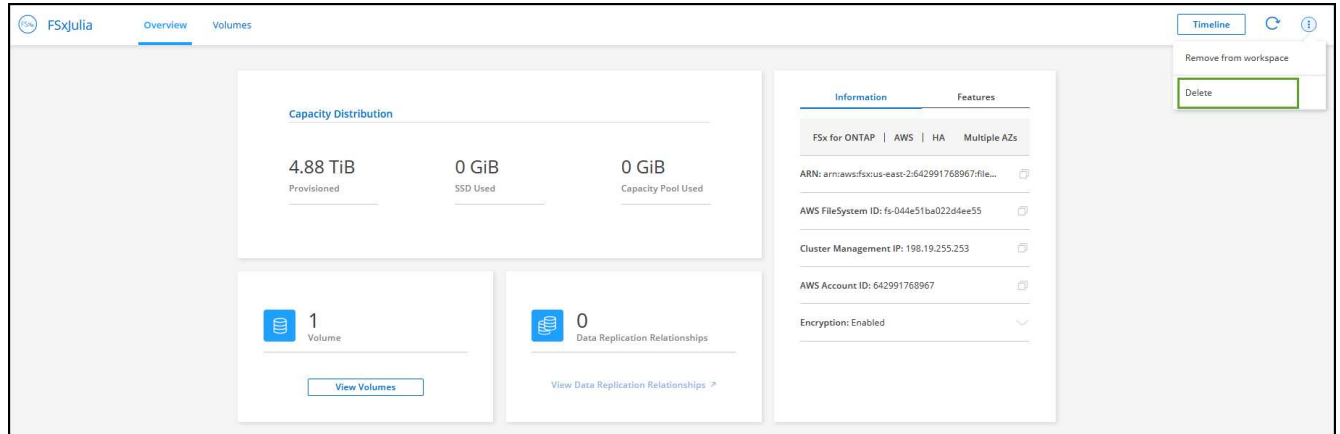 FSxJulia Overview Volumes Timeline
Remove from workspace
Delete
Capacity Distribution
4.88 TiB 0 GiB 0 GiB
Provisioned SSD Used Capacity Pool Used
Information Features
FSx for ONTAP | AWS | HA Multiple AZs
ARN: arn:aws:fsx:us-east-2:642991768967:file...
AWS FileSystem ID: fs-044e51ba022d4ee55
Cluster Management IP: 198.19.255.253
AWS Account ID: 642991768967
Encryption: Enabled
1
Volume
View Volumes
0
Data Replication Relationships
View Data Replication Relationships